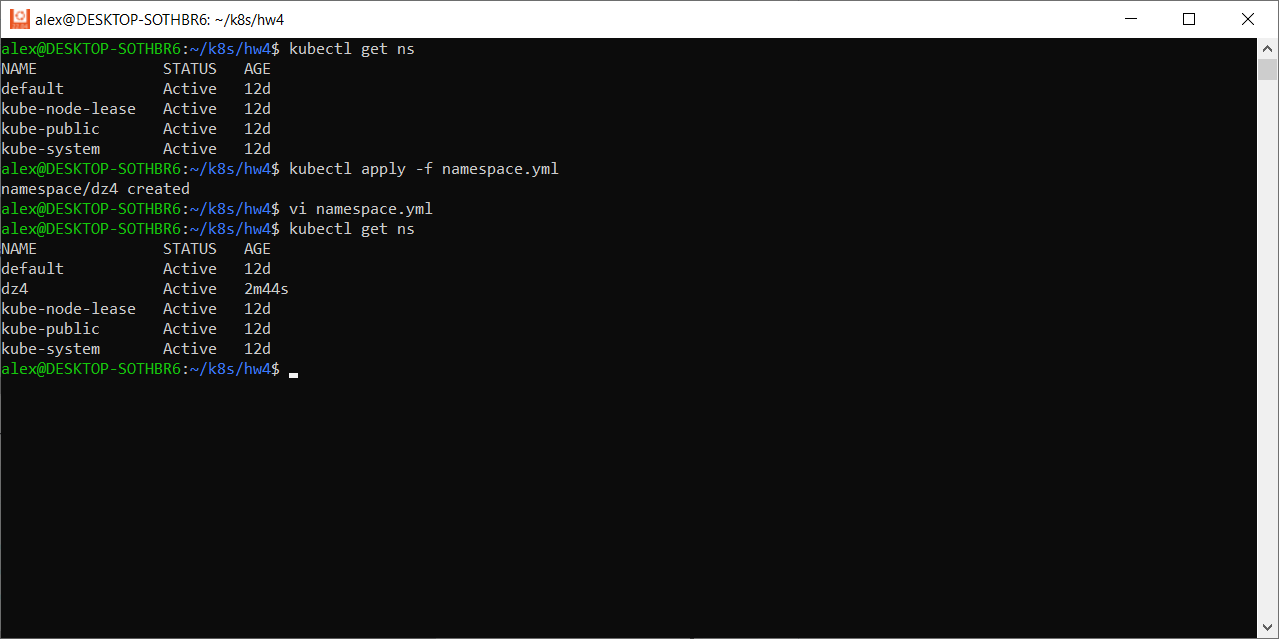 alex@DESKTOP-SOTHBR6: ~/k8s/hw4
alex@DESKTOP-SOTHBR6:~/k8s/hw4$ kubectl get ns
NAME              STATUS   AGE
default           Active   12d
kube-node-lease   Active   12d
kube-public       Active   12d
kube-system       Active   12d
alex@DESKTOP-SOTHBR6:~/k8s/hw4$ kubectl apply -f namespace.yml
namespace/dz4 created
alex@DESKTOP-SOTHBR6:~/k8s/hw4$ vi namespace.yml
alex@DESKTOP-SOTHBR6:~/k8s/hw4$ kubectl get ns
NAME              STATUS   AGE
default           Active   12d
dz4               Active   2m44s
kube-node-lease   Active   12d
kube-public       Active   12d
kube-system       Active   12d
alex@DESKTOP-SOTHBR6:~/k8s/hw4$